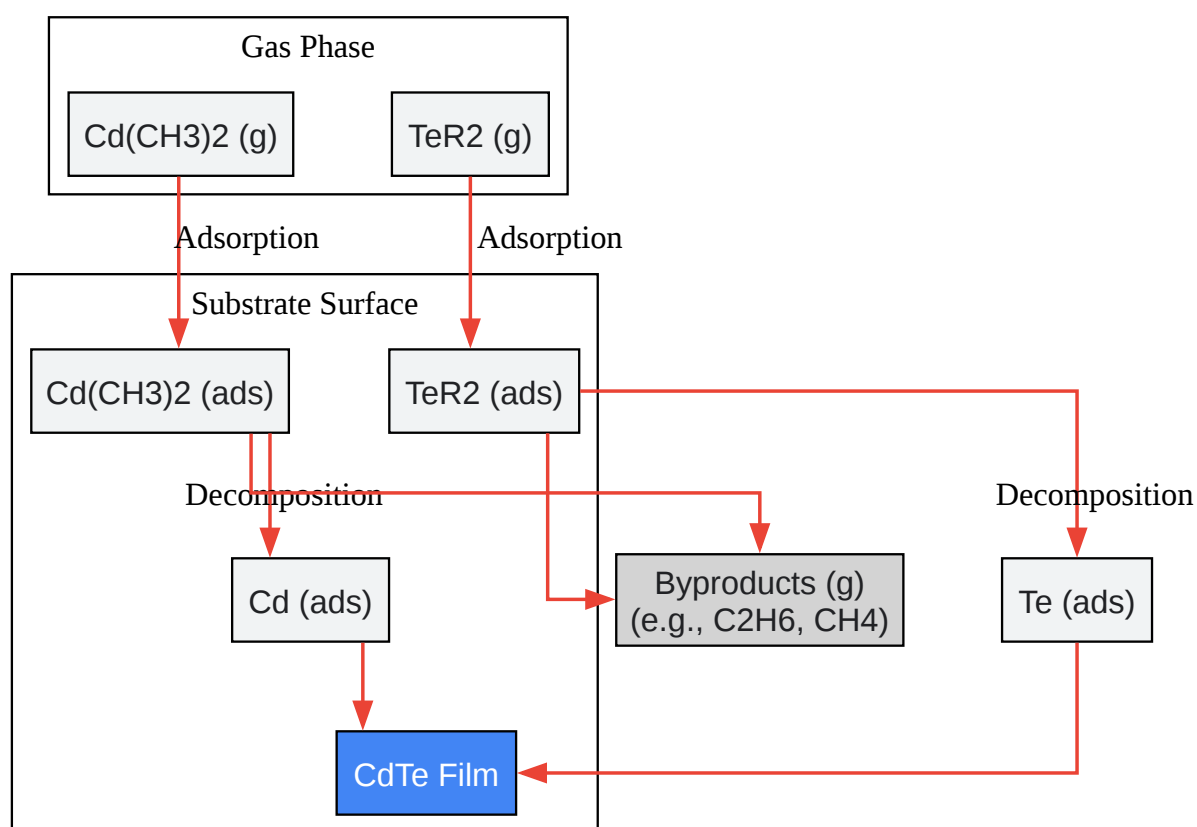 Gas Phase
Cd(CH3)2 (g)
TeR2 (g)
Adsorption
Adsorption
Substrate Surface
Cd(CH3)2 (ads)
TeR2 (ads)
Decomposition
Decomposition
Cd (ads)
Byproducts (g)
(e.g., C2H6, CH4)
Te (ads)
CdTe Film